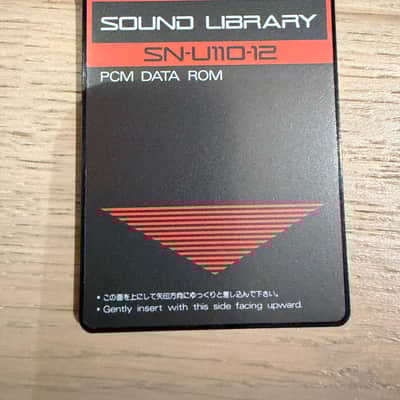 SOUND LIBRARY
SN-U110-12
PCM DATA ROM
• この面を上にして矢印方向にゆっくりと差し込んで下さい。
• Gently insert with this side facing upward.